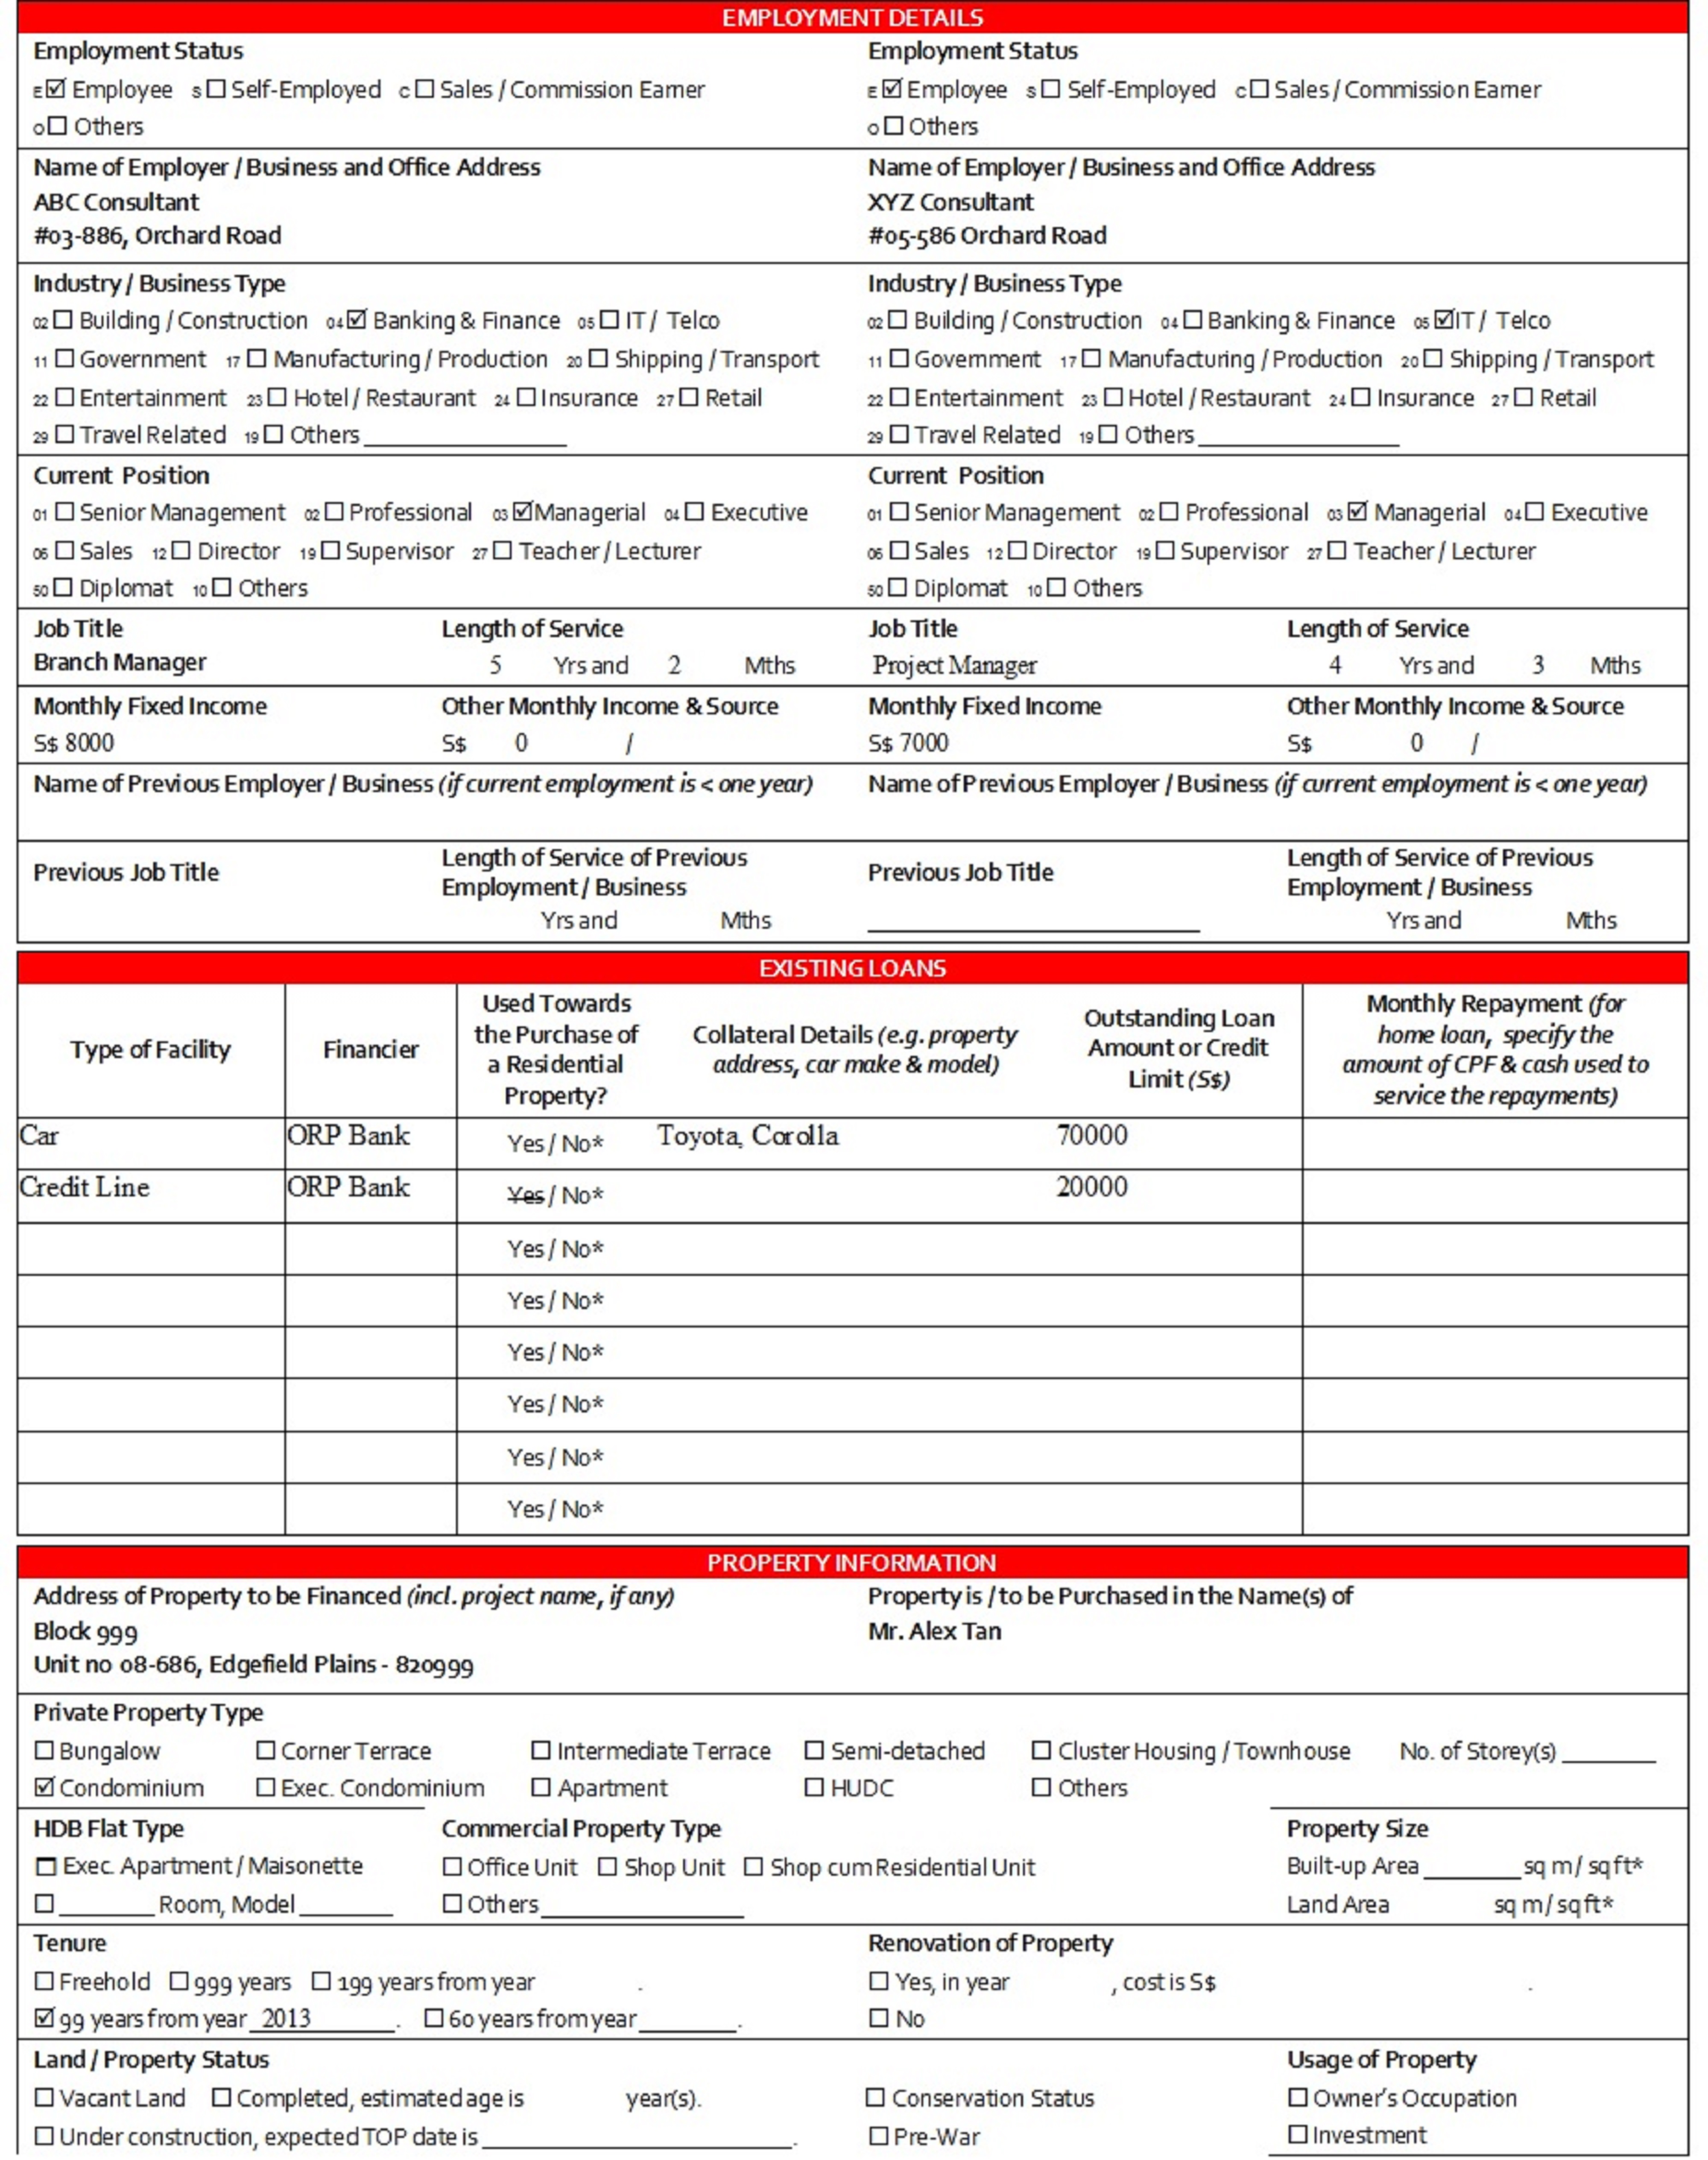 EMPLOYMENT DETAILS
Employment Status
E ☑ Employee S ☐ Self-Employed C ☐ Sales / Commission Earner
O ☐ Others
Employment Status
E ☑ Employee S ☐ Self-Employed C ☐ Sales / Commission Earner
O ☐ Others
Name of Employer / Business and Office Address
ABC Consultant
#03-886, Orchard Road
Name of Employer / Business and Office Address
XYZ Consultant
#05-586 Orchard Road
Industry / Business Type
02 ☐ Building / Construction 04 ☑ Banking & Finance 05 ☐ IT / Telco
11 ☐ Government 17 ☐ Manufacturing / Production 20 ☐ Shipping / Transport
22 ☐ Entertainment 23 ☐ Hotel / Restaurant 24 ☐ Insurance 27 ☐ Retail
29 ☐ Travel Related 19 ☐ Others
Industry / Business Type
02 ☐ Building / Construction 04 ☐ Banking & Finance 05 ☑ IT / Telco
11 ☐ Government 17 ☐ Manufacturing / Production 20 ☐ Shipping / Transport
22 ☐ Entertainment 23 ☐ Hotel / Restaurant 24 ☐ Insurance 27 ☐ Retail
29 ☐ Travel Related 19 ☐ Others
Current Position
01 ☐ Senior Management 02 ☐ Professional 03 ☑ Managerial 04 ☐ Executive
06 ☐ Sales 12 ☐ Director 19 ☐ Supervisor 27 ☐ Teacher / Lecturer
50 ☐ Diplomat 10 ☐ Others
Current Position
01 ☐ Senior Management 02 ☐ Professional 03 ☑ Managerial 04 ☐ Executive
06 ☐ Sales 12 ☐ Director 19 ☐ Supervisor 27 ☐ Teacher / Lecturer
50 ☐ Diplomat 10 ☐ Others
Job Title Length of Service Job Title Length of Service
Branch Manager 5 Yrs and 2 Mths Project Manager 4 Yrs and 3 Mths
Monthly Fixed Income Other Monthly Income & Source Monthly Fixed Income Other Monthly Income & Source
S$ 8000 S$ 0 / S$ 7000 S$ 0 /
Name of Previous Employer / Business (if current employment is < one year) Name of Previous Employer / Business (if current employment is < one year)
Previous Job Title
Length of Service of Previous
Employment / Business
Yrs and Mths
Previous Job Title
Length of Service of Previous
Employment / Business
Yrs and Mths
EXISTING LOANS
Type of Facility
Financier
Used Towards
the Purchase of
a Residential
Property?
Collateral Details (e.g. property
address, car make & model)
Outstanding Loan
Amount or Credit
Limit (S$)
Monthly Repayment (for
home loan, specify the
amount of CPF & cash used to
service the repayments)
Car ORP Bank Yes / No* Toyota, Corolla 70000
Credit Line ORP Bank Yes / No* 20000
Yes / No*
Yes / No*
Yes / No*
Yes / No*
Yes / No*
Yes / No*
PROPERTY INFORMATION
Address of Property to be Financed (incl. project name, if any)
Block 999
Unit no 08-686, Edgefield Plains - 820999
Property is / to be Purchased in the Name(s) of
Mr. Alex Tan
Private Property Type
☐ Bungalow ☐ Corner Terrace ☐ Intermediate Terrace ☐ Semi-detached ☐ Cluster Housing / Townhouse No. of Storey(s)
☑ Condominium ☐ Exec. Condominium ☐ Apartment ☐ HUDC ☐ Others
HDB Flat Type
☐ Exec. Apartment / Maisonette
☐ Room, Model
Commercial Property Type
☐ Office Unit ☐ Shop Unit ☐ Shop cum Residential Unit
☐ Others
Property Size
Built-up Area sq m / sq ft*
Land Area sq m / sq ft*
Tenure
☐ Freehold ☐ 999 years ☐ 199 years from year .
☑ 99 years from year 2013 . ☐ 60 years from year .
Renovation of Property
☐ Yes, in year , cost is S$ .
☐ No
Land / Property Status
☐ Vacant Land ☐ Completed, estimated age is year(s). ☐ Conservation Status
☐ Under construction, expected TOP date is . ☐ Pre-War
Usage of Property
☐ Owner's Occupation
☐ Investment